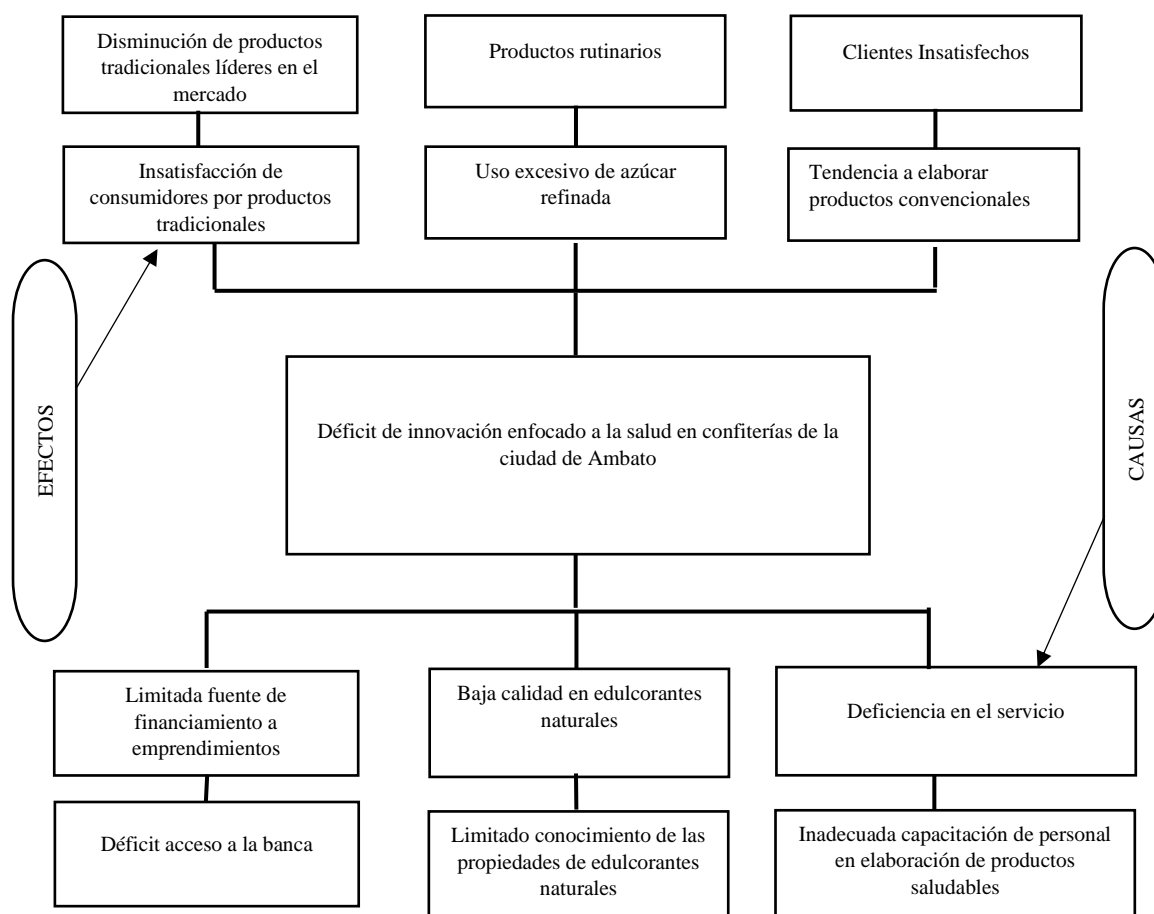 Disminución de productos
tradicionales líderes en el
mercado
Productos rutinarios
Clientes Insatisfechos
Insatisfacción de
consumidores por productos
tradicionales
Uso excesivo de azúcar
refinada
Tendencia a elaborar
productos convencionales
EFECTOS
Déficit de innovación enfocado a la salud en confiterías de la
ciudad de Ambato
CAUSAS
Limitada fuente de
financiamiento a
emprendimientos
Baja calidad en edulcorantes
naturales
Deficiencia en el servicio
Déficit acceso a la banca
Limitado conocimiento de las
propiedades de edulcorantes
naturales
Inadecuada capacitación de personal
en elaboración de productos
saludables